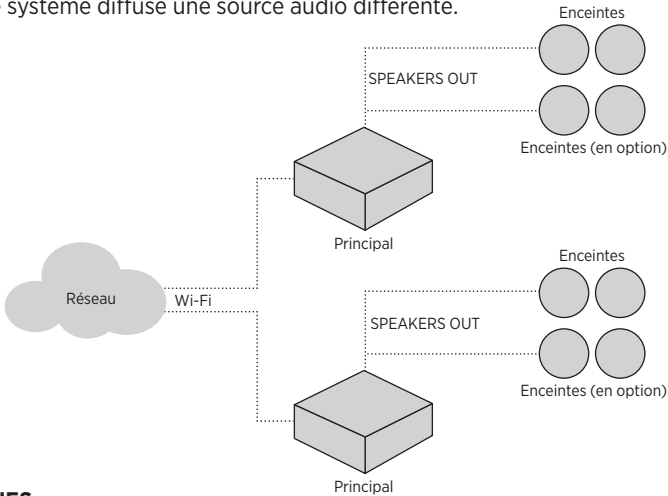 système diffuse une source audio différente.
Enceintes
SPEAKERS OUT
Enceintes (en option)
Principal
Réseau
Wi-Fi
Enceintes
SPEAKERS OUT
Enceintes (en option)
Principal